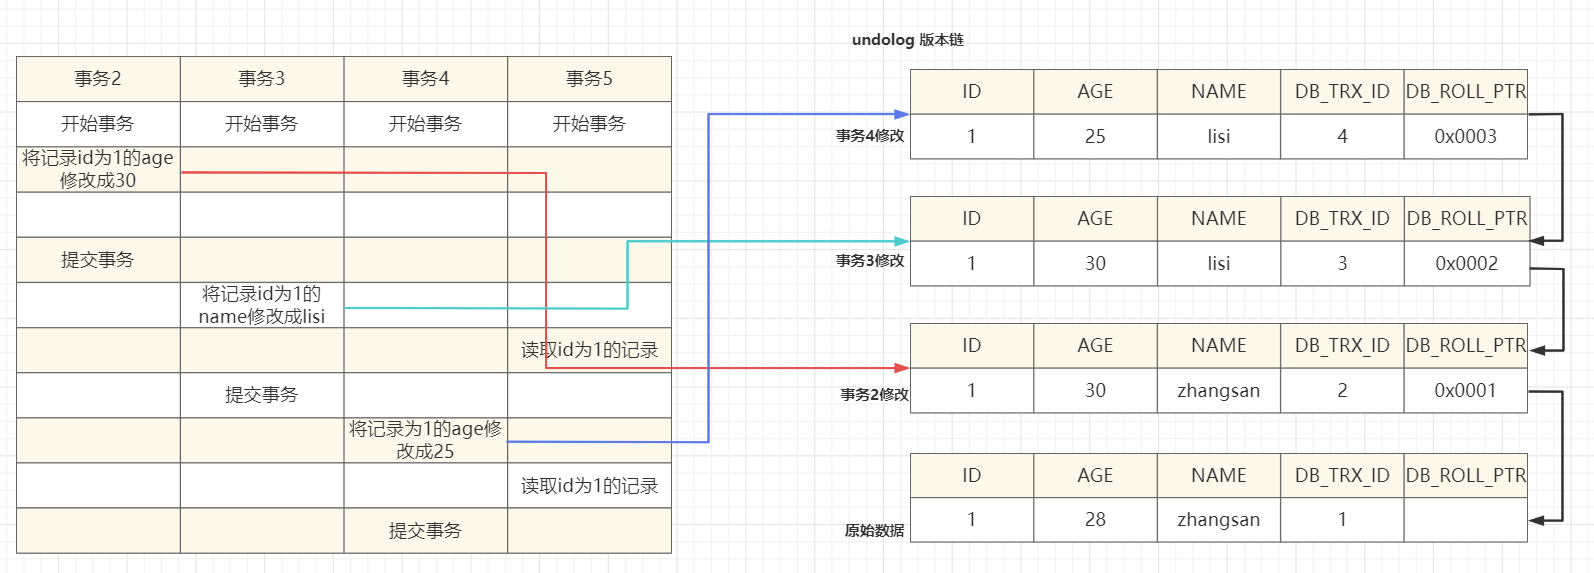 undolog 版本链
事务2 事务3 事务4 事务5
开始事务 开始事务 开始事务 开始事务
将记录id为1的age
修改成30
提交事务
将记录id为1的
name修改成lisi
读取id为1的记录
提交事务
将记录为1的age修
改成25
读取id为1的记录
提交事务
ID AGE NAME DB_TRX_ID DB_ROLL_PTR
事务4修改 1 25 lisi 4 0x0003
ID AGE NAME DB_TRX_ID DB_ROLL_PTR
事务3修改 1 30 lisi 3 0x0002
ID AGE NAME DB_TRX_ID DB_ROLL_PTR
事务2修改 1 30 zhangsan 2 0x0001
ID AGE NAME DB_TRX_ID DB_ROLL_PTR
原始数据 1 28 zhangsan 1